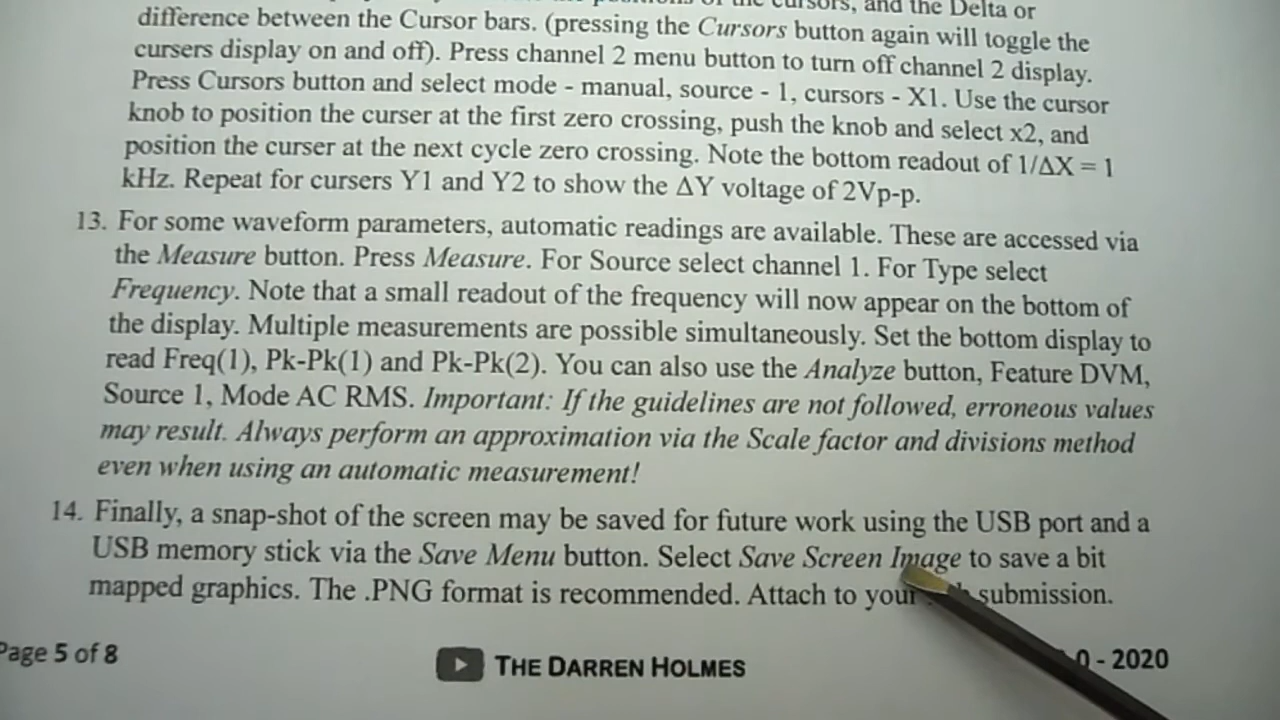 of the cursors, and the Delta or
difference between the Cursor bars. (pressing the Cursors button again will toggle the
cursers display on and off). Press channel 2 menu button to turn off channel 2 display.
Press Cursors button and select mode - manual, source - 1, cursors - X1. Use the cursor
knob to position the curser at the first zero crossing, push the knob and select x2, and
position the curser at the next cycle zero crossing. Note the bottom readout of 1/ΔX = 1
kHz. Repeat for cursers Y1 and Y2 to show the ΔY voltage of 2Vp-p.
13. For some waveform parameters, automatic readings are available. These are accessed via
the Measure button. Press Measure. For Source select channel 1. For Type select
Frequency. Note that a small readout of the frequency will now appear on the bottom of
the display. Multiple measurements are possible simultaneously. Set the bottom display to
read Freq(1), Pk-Pk(1) and Pk-Pk(2). You can also use the Analyze button, Feature DVM,
Source 1, Mode AC RMS. Important: If the guidelines are not followed, erroneous values
may result. Always perform an approximation via the Scale factor and divisions method
even when using an automatic measurement!
14. Finally, a snap-shot of the screen may be saved for future work using the USB port and a
USB memory stick via the Save Menu button. Select Save Screen Image to save a bit
mapped graphics. The .PNG format is recommended. Attach to your submission.
Page 5 of 8
THE DARREN HOLMES
0 - 2020